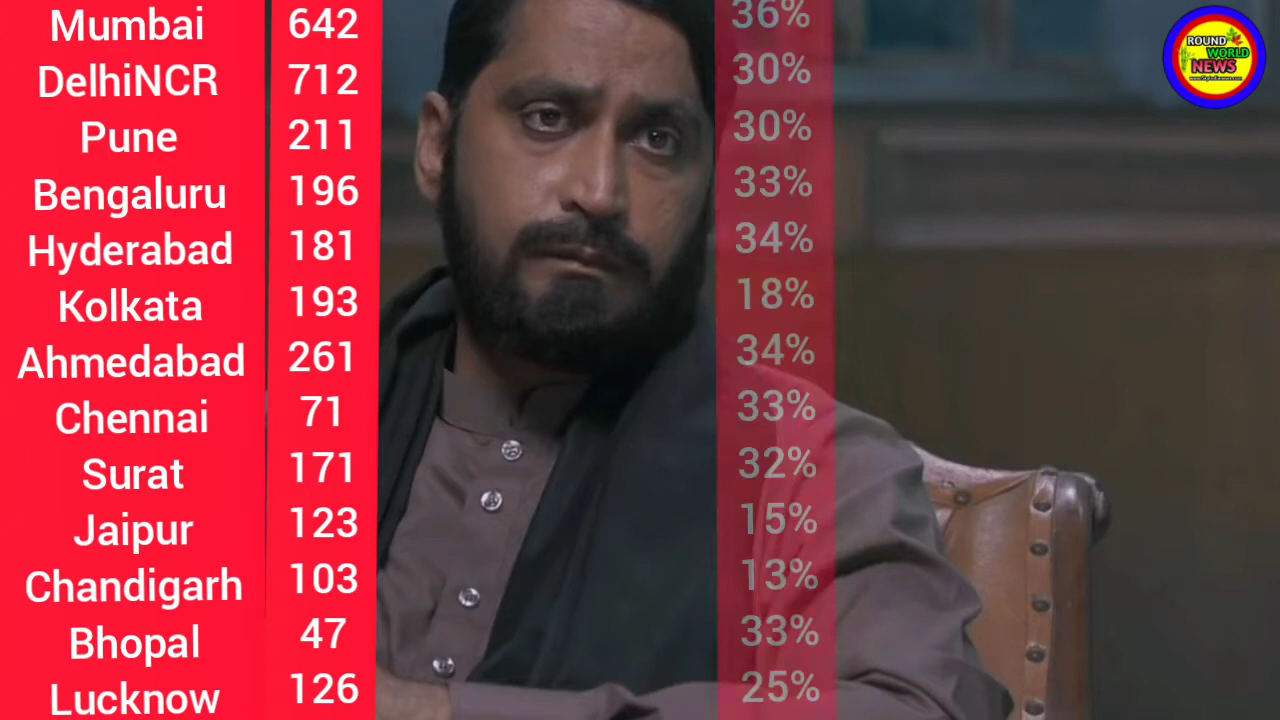 Mumbai 642 36%
DelhiNCR 712 30%
Pune 211 30%
Bengaluru 196 33%
Hyderabad 181 34%
Kolkata 193 18%
Ahmedabad 261 34%
Chennai 71 33%
Surat 171 32%
Jaipur 123 15%
Chandigarh 103 13%
Bhopal 47 33%
Lucknow 126 25%
ROUND
WORLD
NEWS